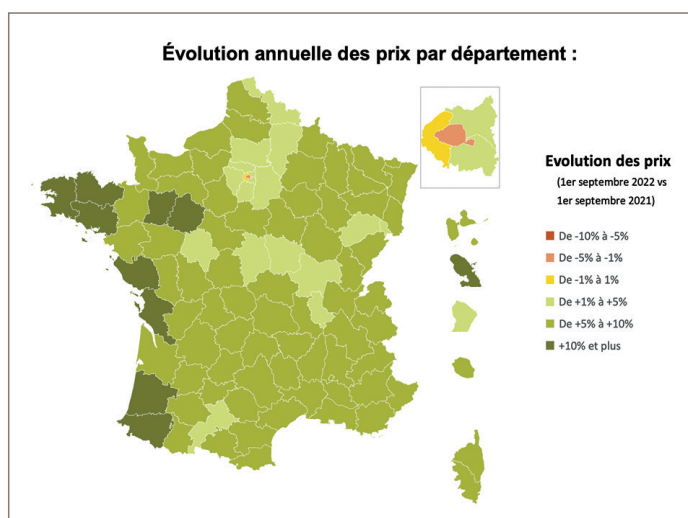 Évolution annuelle des prix par département :
Evolution des prix
(1er septembre 2022 vs
1er septembre 2021)
De -10% à -5%
De -5% à -1%
De -1% à 1%
De +1% à +5%
De +5% à +10%
+10% et plus